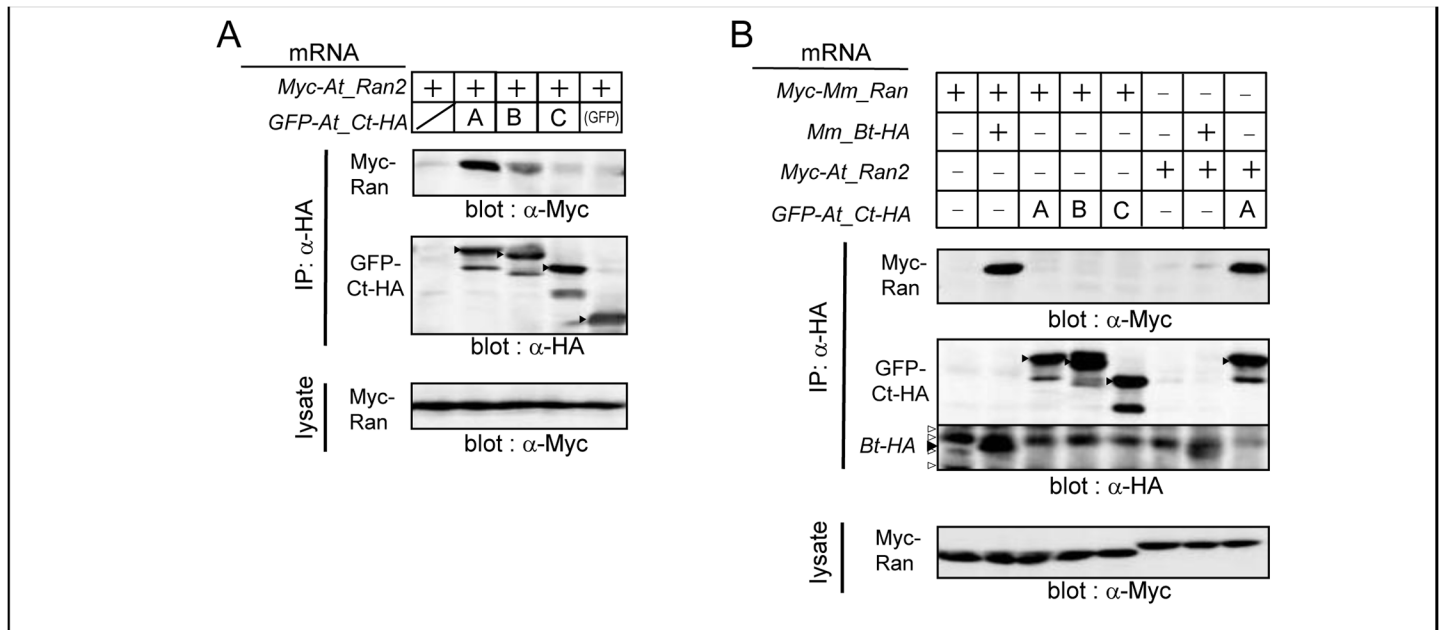 A
mRNA
Myc-At_Ran2 + + + + +
GFP-At_Ct-HA A B C (GFP)
IP: α-HA
Myc-
Ran
blot : α-Myc
GFP-
Ct-HA
blot : α-HA
lysate
Myc-
Ran
blot : α-Myc
B
mRNA
Myc-Mm_Ran + + + + + – – –
Mm_Bt-HA – + – – – – + –
Myc-At_Ran2 – – – – – + + +
GFP-At_Ct-HA – – A B C – – A
IP: α-HA
Myc-
Ran
blot : α-Myc
GFP-
Ct-HA
Bt-HA
blot : α-HA
lysate
Myc-
Ran
blot : α-Myc